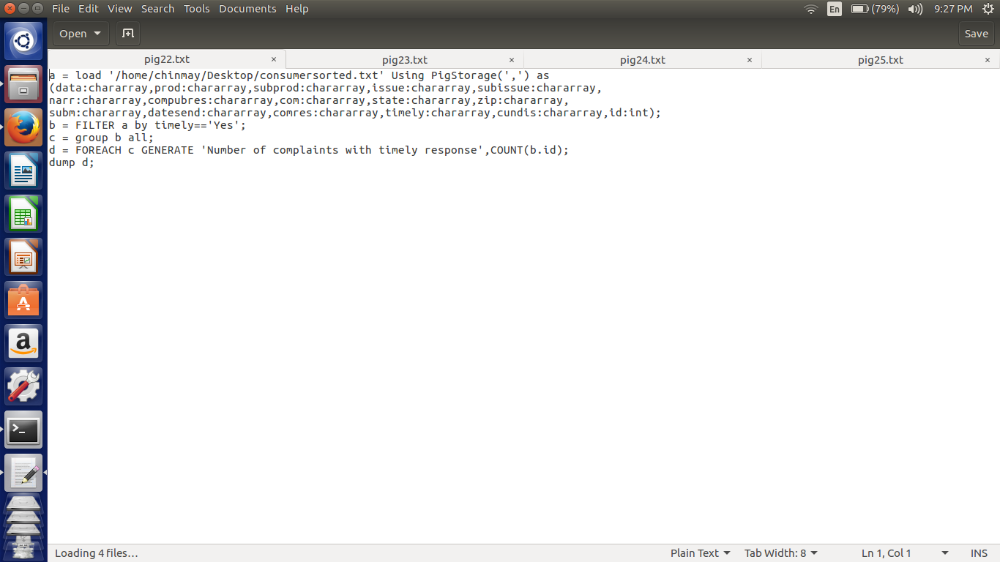 File Edit View Search Tools Documents Help
En (79%) 9:27 PM
Open Save
pig22.txt × pig23.txt × pig24.txt × pig25.txt ×
a = load '/home/chinmay/Desktop/consumersorted.txt' Using PigStorage(',') as
(data:chararray,prod:chararray,subprod:chararray,issue:chararray,subissue:chararray,
narr:chararray,compubres:chararray,com:chararray,state:chararray,zip:chararray,
subm:chararray,datesend:chararray,comres:chararray,timely:chararray,cundis:chararray,id:int);
b = FILTER a by timely=='Yes';
c = group b all;
d = FOREACH c GENERATE 'Number of complaints with timely response',COUNT(b.id);
dump d;
Loading 4 files… Plain Text Tab Width: 8 Ln 1, Col 1 INS